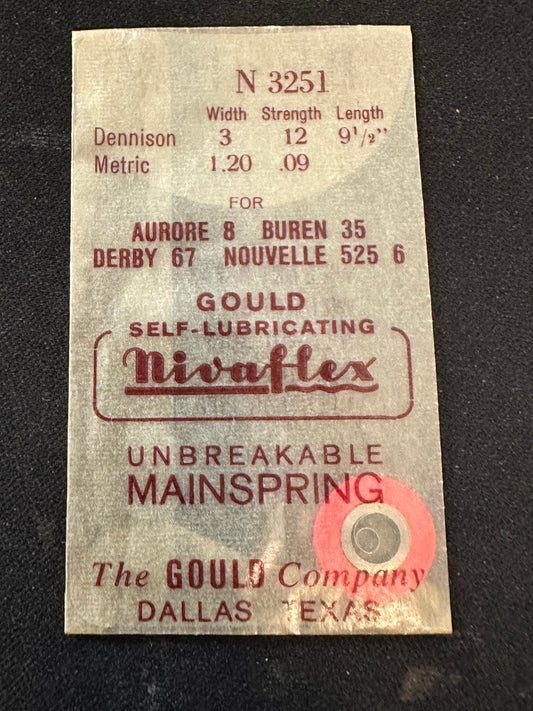 N 3251
Width Strength Length
Dennison 3 12 9 1/2"
Metric 1.20 .09
FOR
AURORE 8 BUREN 35
DERBY 67 NOUVELLE 525 6
GOULD
SELF-LUBRICATING
Nivaflex
UNBREAKABLE
MAINSPRING
The GOULD Company
DALLAS TEXAS